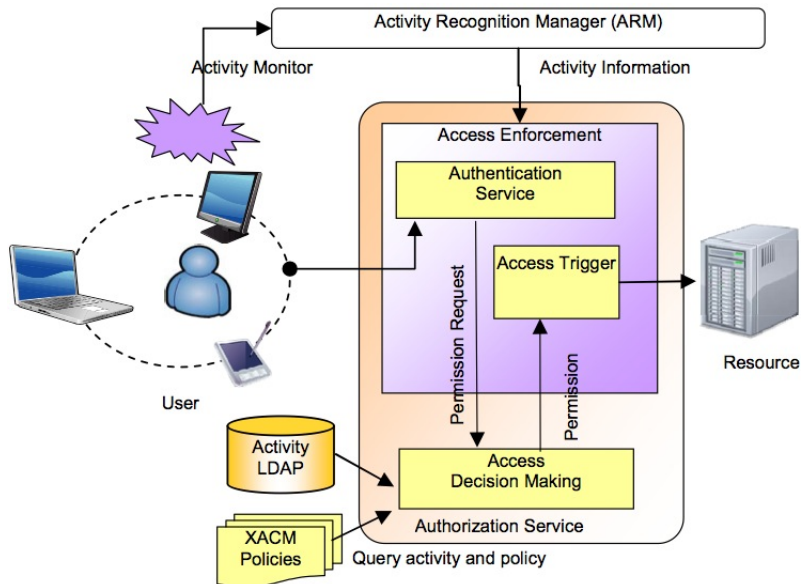 Activity Recognition Manager (ARM)
Activity Monitor
Activity Information
Access Enforcement
Authentication
Service
Access Trigger
Permission Request
Permission
Resource
User
Activity
LDAP
Access
Decision Making
XACM
Policies
Authorization Service
Query activity and policy